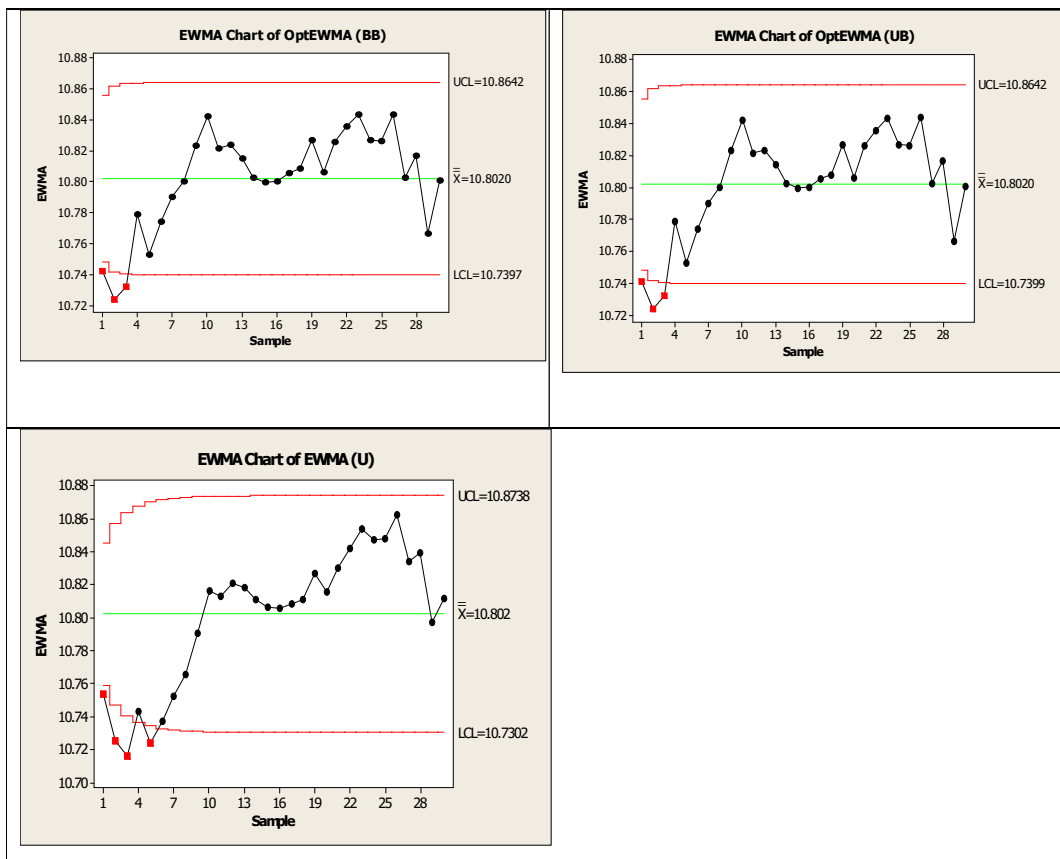 EWMA Chart of OptEWMA (BB)
10.88
10.86
10.84
10.82
10.80
10.78
10.76
10.74
10.72
EWMA
UCL=10.8642
X=10.8020
LCL=10.7397
1 4 7 10 13 16 19 22 25 28
Sample
EWMA Chart of OptEWMA (UB)
10.88
10.86
10.84
10.82
10.80
10.78
10.76
10.74
10.72
EWMA
UCL=10.8642
X=10.8020
LCL=10.7399
1 4 7 10 13 16 19 22 25 28
Sample
EWMA Chart of EWMA (U)
10.88
10.86
10.84
10.82
10.80
10.78
10.76
10.74
10.72
10.70
EWMA
UCL=10.8738
X=10.802
LCL=10.7302
1 4 7 10 13 16 19 22 25 28
Sample